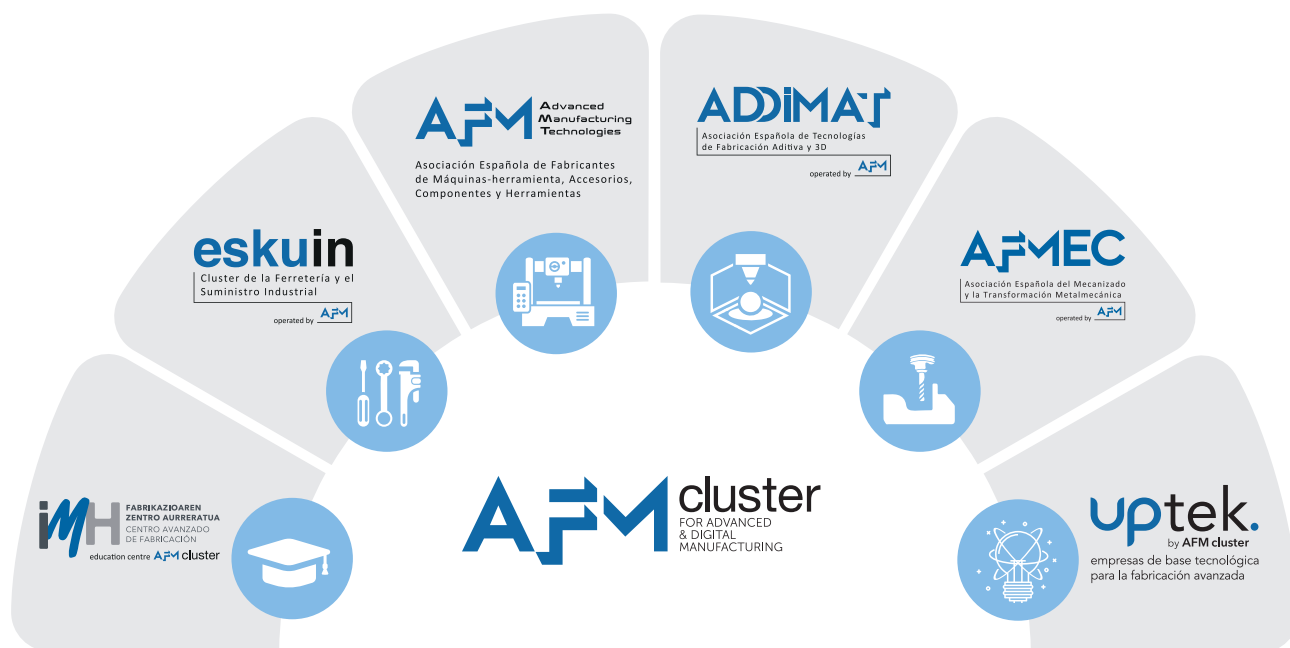 AFM
Advanced
Manufacturing
Technologies
Asociación Española de Fabricantes
de Máquinas-herramienta, Accesorios,
Componentes y Herramientas
ADDiMAT
Asociación Española de Tecnologías
de Fabricación Aditiva y 3D
operated by AFM
eskuin
Cluster de la Ferretería y el
Suministro Industrial
operated by AFM
AFMEC
Asociación Española del Mecanizado
y la Transformación Metalmecánica
operated by AFM
iMH
FABRIKAZIOAREN
ZENTRO AURRERATUA
CENTRO AVANZADO
DE FABRICACIÓN
education centre AFM cluster
AFM cluster
FOR ADVANCED
& DIGITAL
MANUFACTURING
uptek.
by AFM cluster
empresas de base tecnológica
para la fabricación avanzada